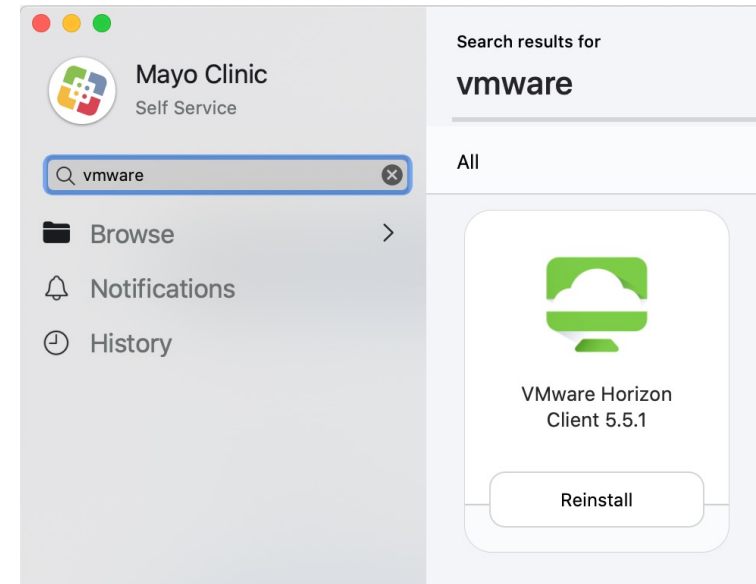 Mayo Clinic
Self Service
vmware
Browse
Notifications
History
Search results for
vmware
All
VMware Horizon
Client 5.5.1
Reinstall